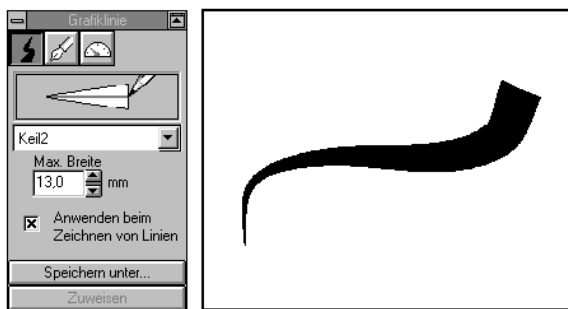 Grafiklinie
Keil2
Max. Breite
13,0 mm
Anwenden beim
Zeichnen von Linien
Speichern unter...
Zuweisen